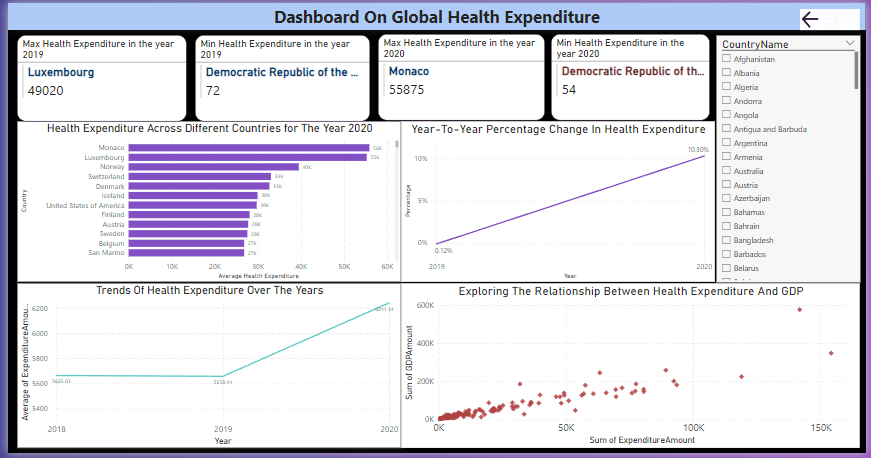 Dashboard On Global Health Expenditure
Max Health Expenditure in the year
2019
Luxembourg
49020
Min Health Expenditure in the year
2019
Democratic Republic of the ...
72
Max Health Expenditure in the year
2020
Monaco
55875
Min Health Expenditure in the
year 2020
Democratic Republic of th...
54
CountryName
Afghanistan
Albania
Algeria
Andorra
Angola
Antigua and Barbuda
Argentina
Armenia
Australia
Austria
Azerbaijan
Bahamas
Bahrain
Bangladesh
Barbados
Belarus
Health Expenditure Across Different Countries for The Year 2020
Country
Monaco 56K
Luxembourg 55K
Norway 40K
Switzerland 33K
Denmark 33K
Iceland 30K
United States of America 30K
Finland 28K
Austria 28K
Sweden 28K
Belgium 27K
San Marino 27K
0K 10K 20K 30K 40K 50K 60K
Average Health Expenditure
Year-To-Year Percentage Change In Health Expenditure
Percentage
10%
5%
0%
10.30%
-0.12%
2019 2020
Year
Trends Of Health Expenditure Over The Years
Average of ExpenditureAmou...
6200
6000
5800
5600
5400
5665.03
5658.44
6241.34
2018 2019 2020
Year
Exploring The Relationship Between Health Expenditure And GDP
Sum of GDPAmount
600K
400K
200K
0K
0K 50K 100K 150K
Sum of ExpenditureAmount